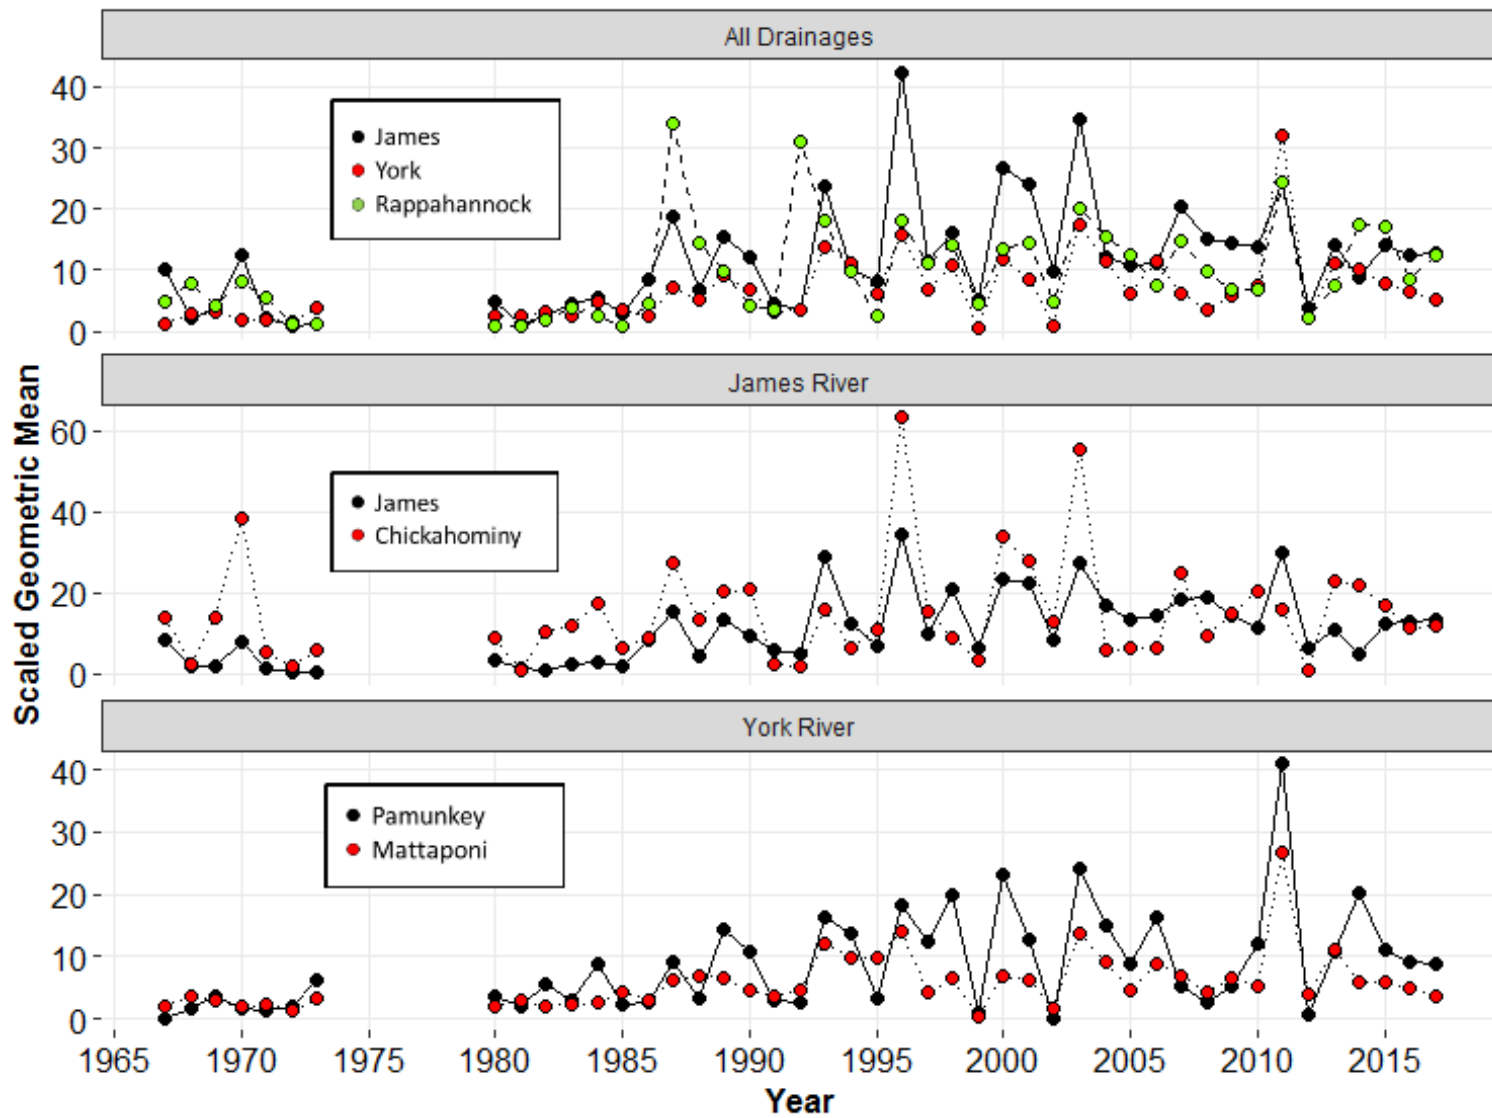 All Drainages
40
30
20
10
0
James
York
Rappahannock
James River
60
40
20
0
James
Chickahominy
York River
40
30
20
10
0
Pamunkey
Mattaponi
Scaled Geometric Mean
1965 1970 1975 1980 1985 1990 1995 2000 2005 2010 2015
Year